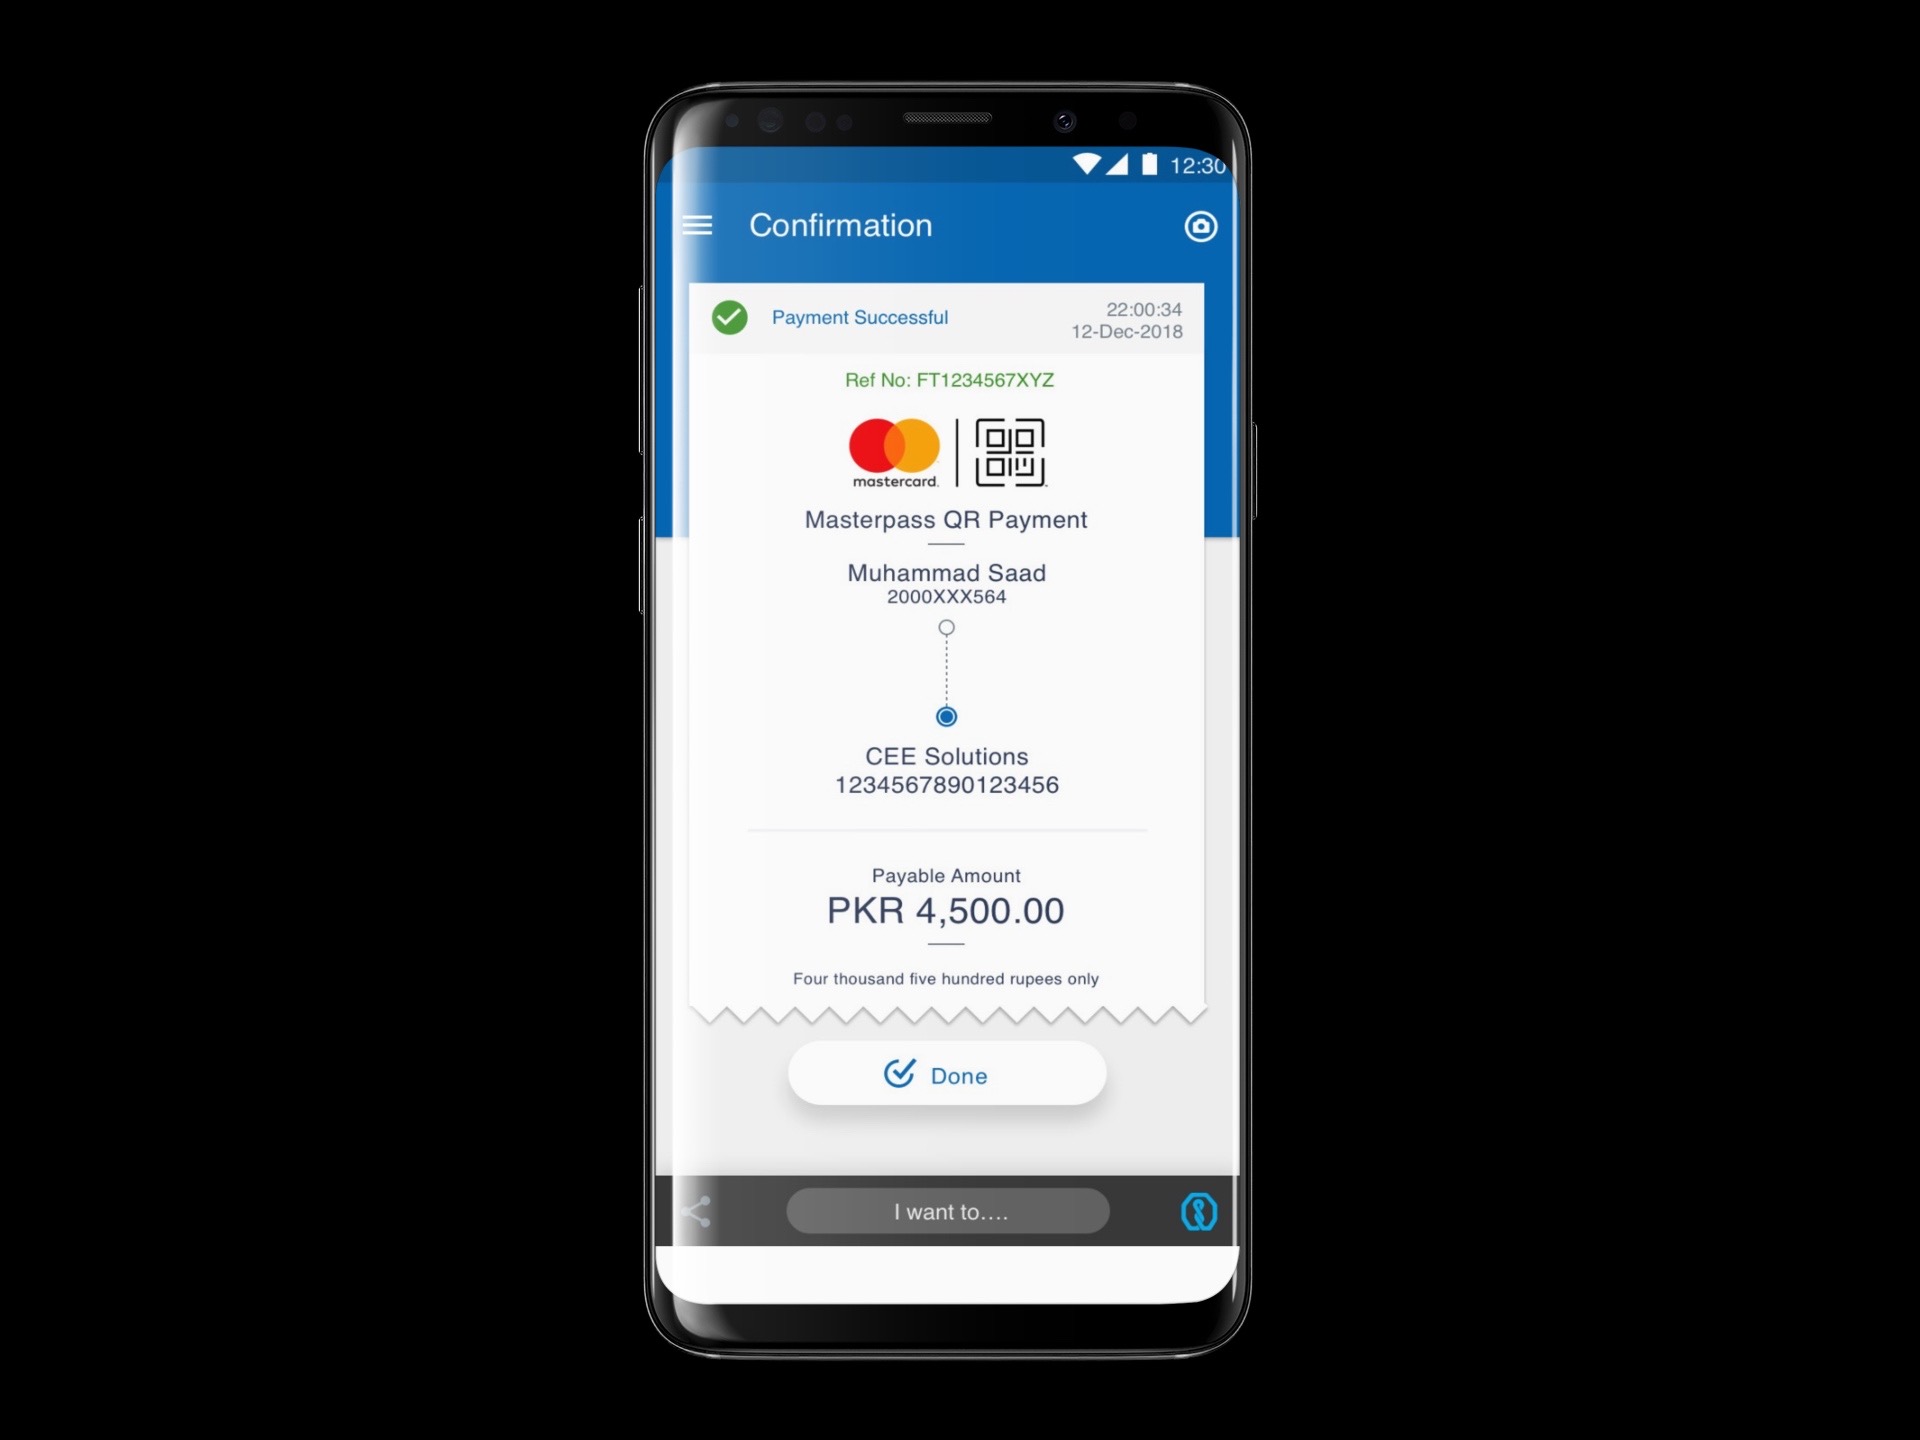 12:30
Confirmation
Payment Successful
22:00:34
12-Dec-2018
Ref No: FT1234567XYZ
mastercard.
Masterpass QR Payment
Muhammad Saad
2000XXX564
CEE Solutions
1234567890123456
Payable Amount
PKR 4,500.00
Four thousand five hundred rupees only
Done
I want to....